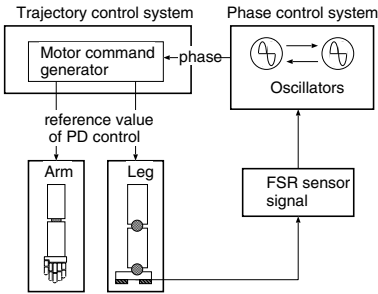 Trajectory control system
Phase control system
Motor command
generator
phase
Oscillators
reference value
of PD control
Arm
Leg
FSR sensor
signal